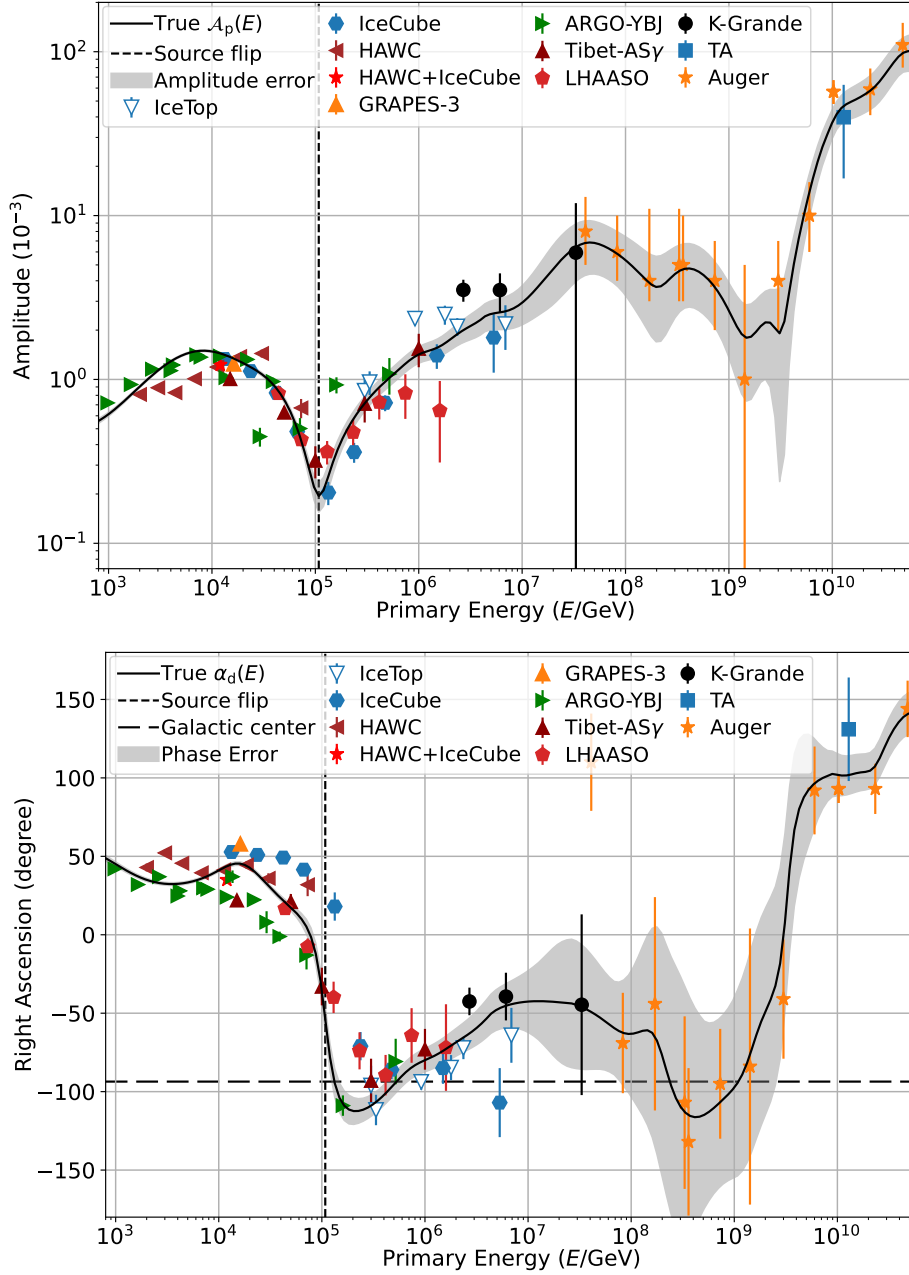 True 𝒜p(E)
Source flip
Amplitude error
IceTop
IceCube
HAWC
HAWC+IceCube
GRAPES-3
ARGO-YBJ
Tibet-ASγ
LHAASO
K-Grande
TA
Auger
10²
10¹
10⁰
10⁻¹
Amplitude (10⁻³)
10³ 10⁴ 10⁵ 10⁶ 10⁷ 10⁸ 10⁹ 10¹⁰
Primary Energy (E/GeV)
True αd(E)
Source flip
Galactic center
Phase Error
IceTop
IceCube
HAWC
HAWC+IceCube
GRAPES-3
ARGO-YBJ
Tibet-ASγ
LHAASO
K-Grande
TA
Auger
150
100
50
0
−50
−100
−150
Right Ascension (degree)
10³ 10⁴ 10⁵ 10⁶ 10⁷ 10⁸ 10⁹ 10¹⁰
Primary Energy (E/GeV)